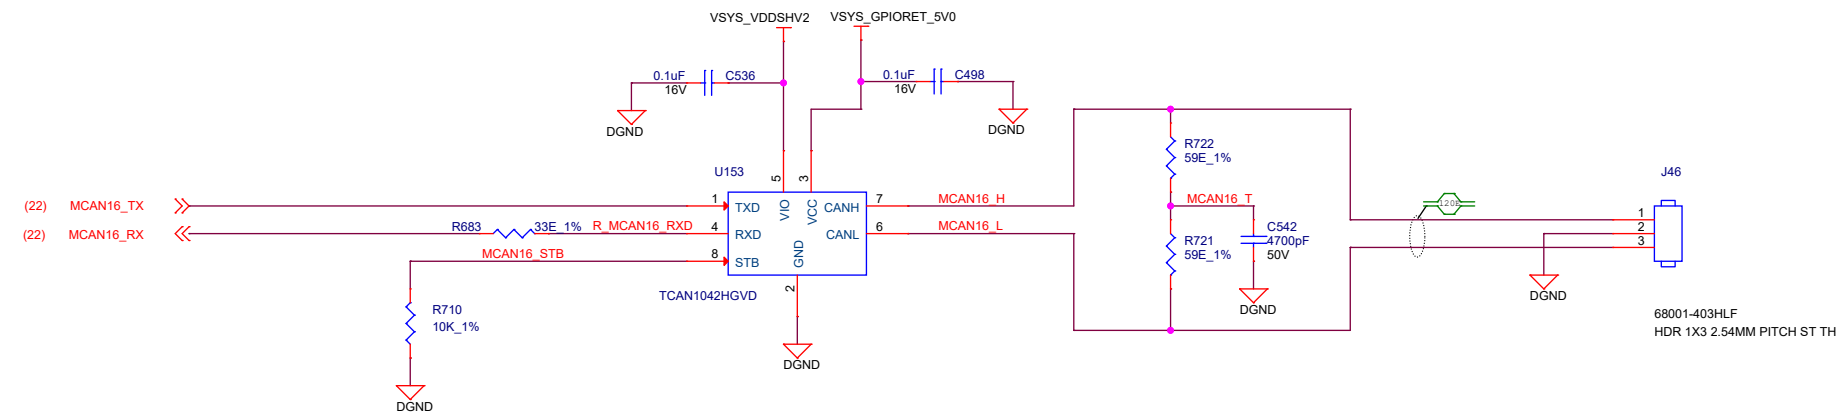 VSYS_VDDSHV2
VSYS_GPIORET_5V0
0.1uF
C536
16V
DGND
0.1uF
C498
16V
DGND
U153
5
3
VIO
VCC
(22) MCAN16_TX
1
TXD
CANH
7
MCAN16_H
(22) MCAN16_RX
R683
33E_1%
R_MCAN16_RXD
4
RXD
CANL
6
MCAN16_L
MCAN16_STB
8
STB
GND
2
TCAN1042HGVD
DGND
R710
10K_1%
DGND
R722
59E_1%
MCAN16_T
R721
59E_1%
C542
4700pF
50V
DGND
120E
J46
1
2
3
DGND
68001-403HLF
HDR 1X3 2.54MM PITCH ST TH